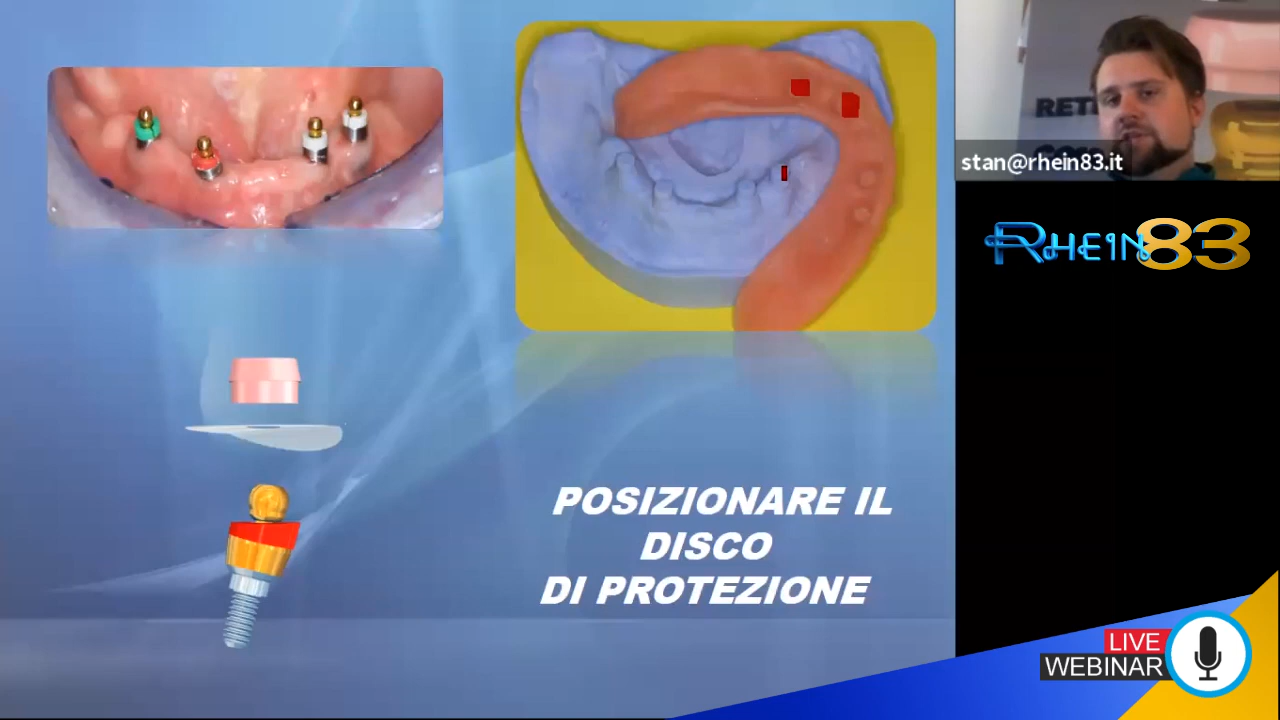 stan@rhein83.it
RHEIN83
POSIZIONARE IL
DISCO
DI PROTEZIONE
LIVE
WEBINAR